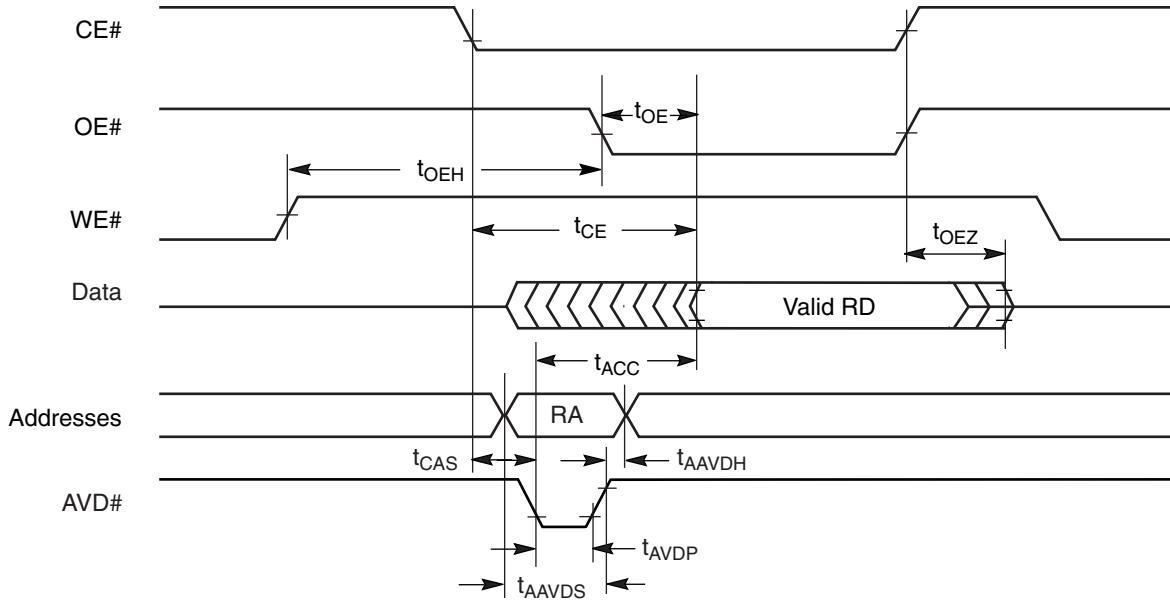 CE#
OE#
tOE
tOEH
WE#
tCE
tOEZ
Data
Valid RD
tACC
Addresses
RA
tCAS
tAAVDH
AVD#
tAVDP
tAAVDS